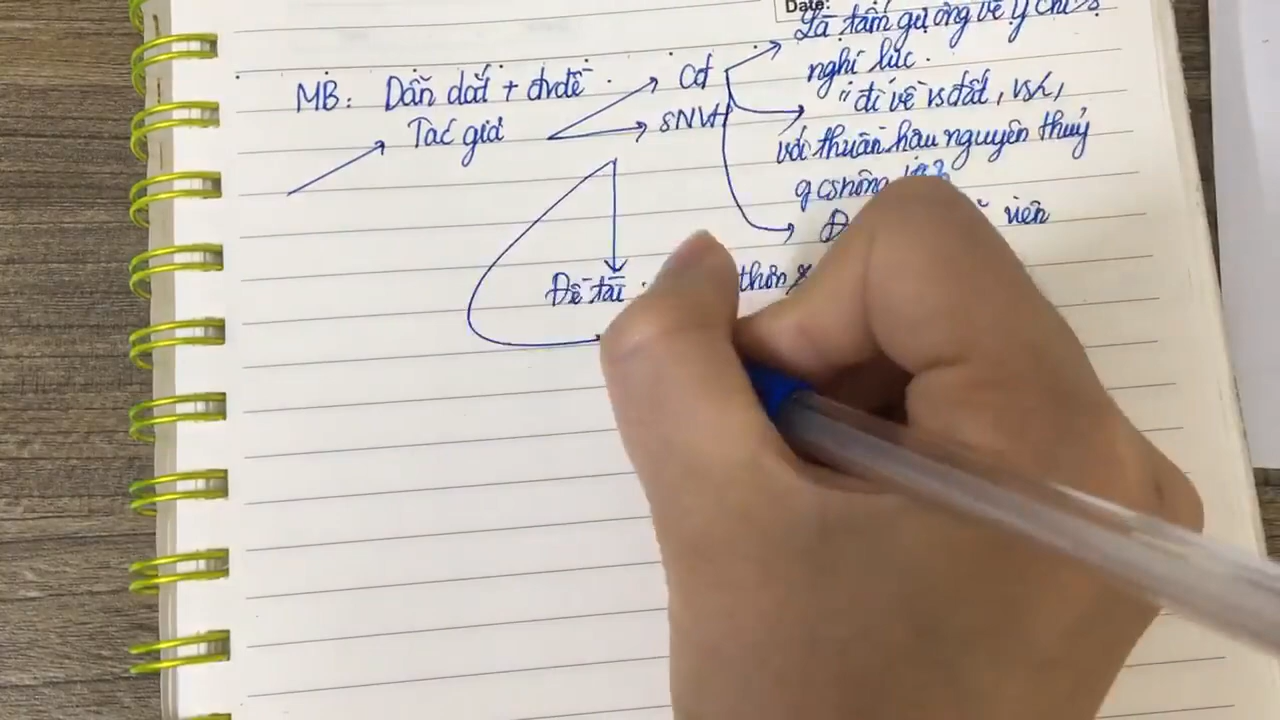 Date:
Là tấm gương về ý chí &
nghị lực.
MB: Dẫn dắt + đvđề.
Cđ
"đi về vs đất, vs
Tác giả
SNVH
với thuần hậu nguyên thuỷ
viên
Đề tài :
thôn